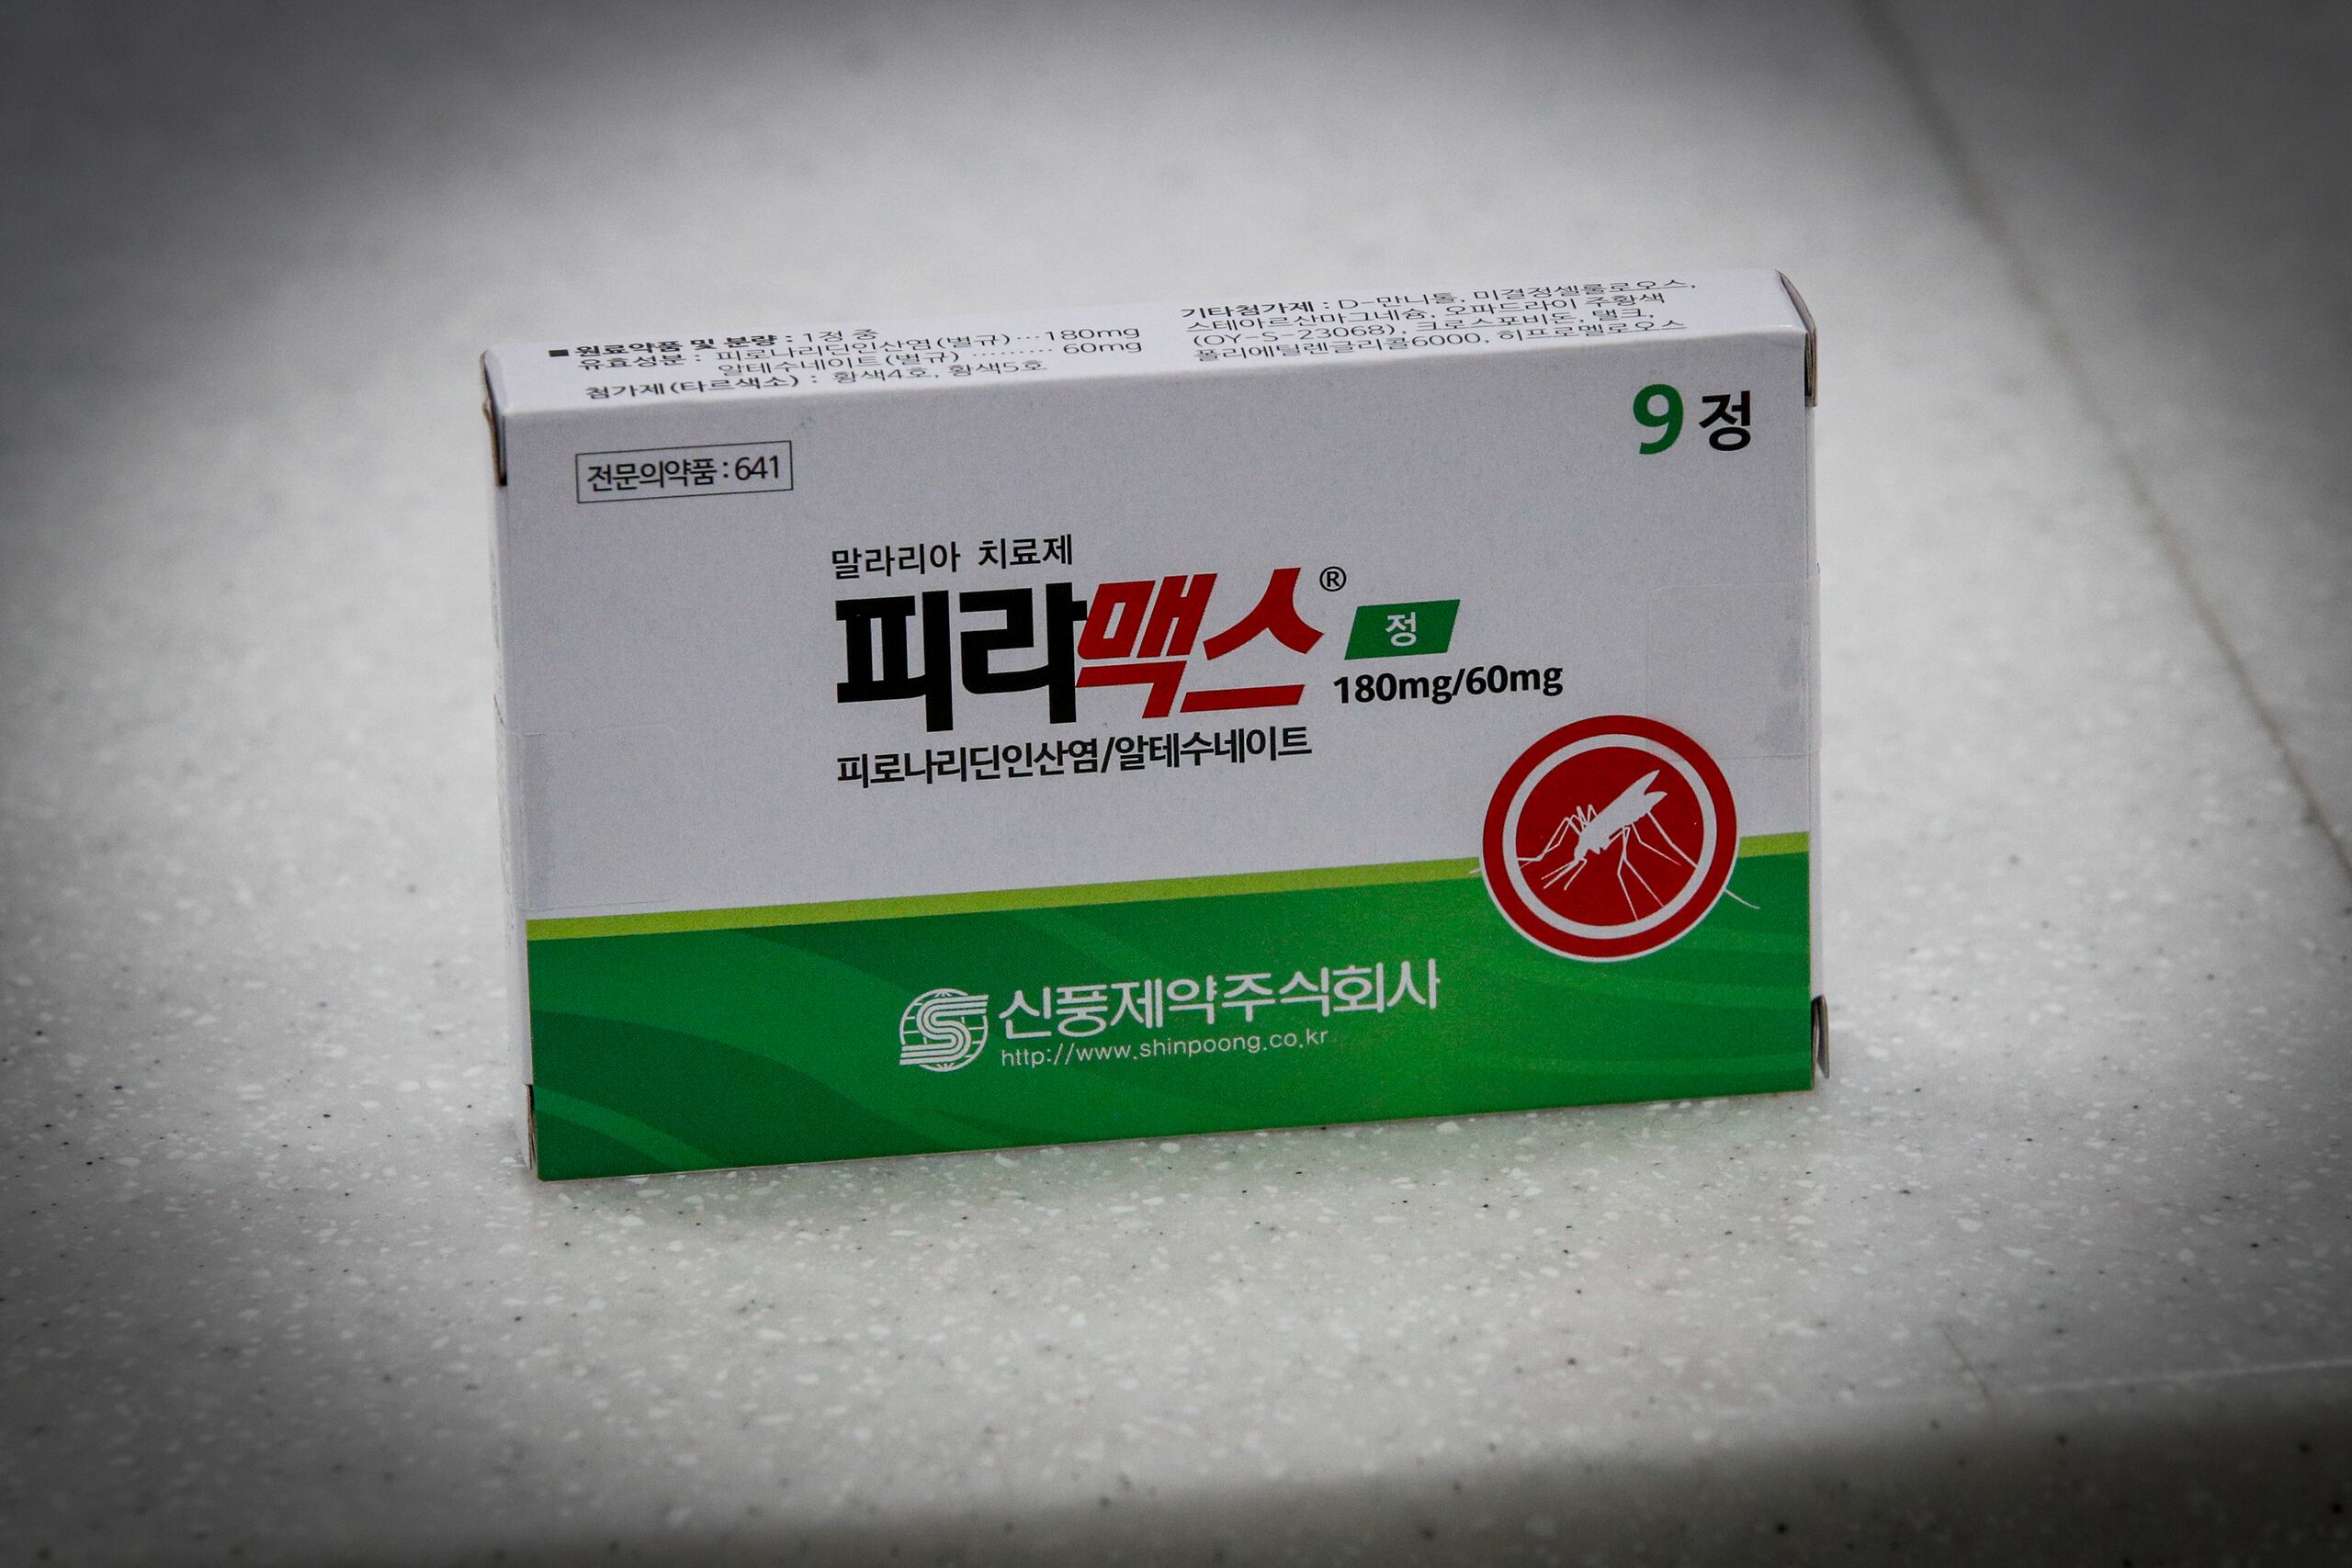 ■ 원료약품 및 분량 : 1정 중
유효성분 : 피로나리딘인산염(별규)···180mg
알테수네이트(별규) ········· 60mg
첨가제(타르색소) : 황색4호, 황색5호
기타첨가제 : D-만니톨, 미결정셀룰로오스,
스테아르산마그네슘, 오파드라이 주황색
(OY-S-23068), 크로스포비돈, 탤크,
폴리에틸렌글리콜6000, 히프로멜로오스
9정
전문의약품 : 641
말라리아 치료제
피라맥스® 정
180mg/60mg
피로나리딘인산염/알테수네이트
신풍제약주식회사
http://www.shinpoong.co.kr